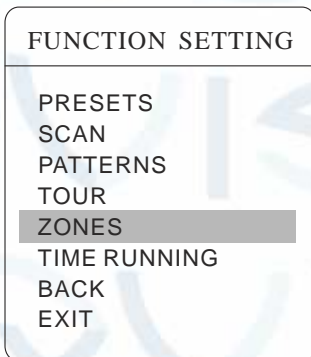 FUNCTION SETTING
PRESETS
SCAN
PATTERNS
TOUR
ZONES
TIME RUNNING
BACK
EXIT